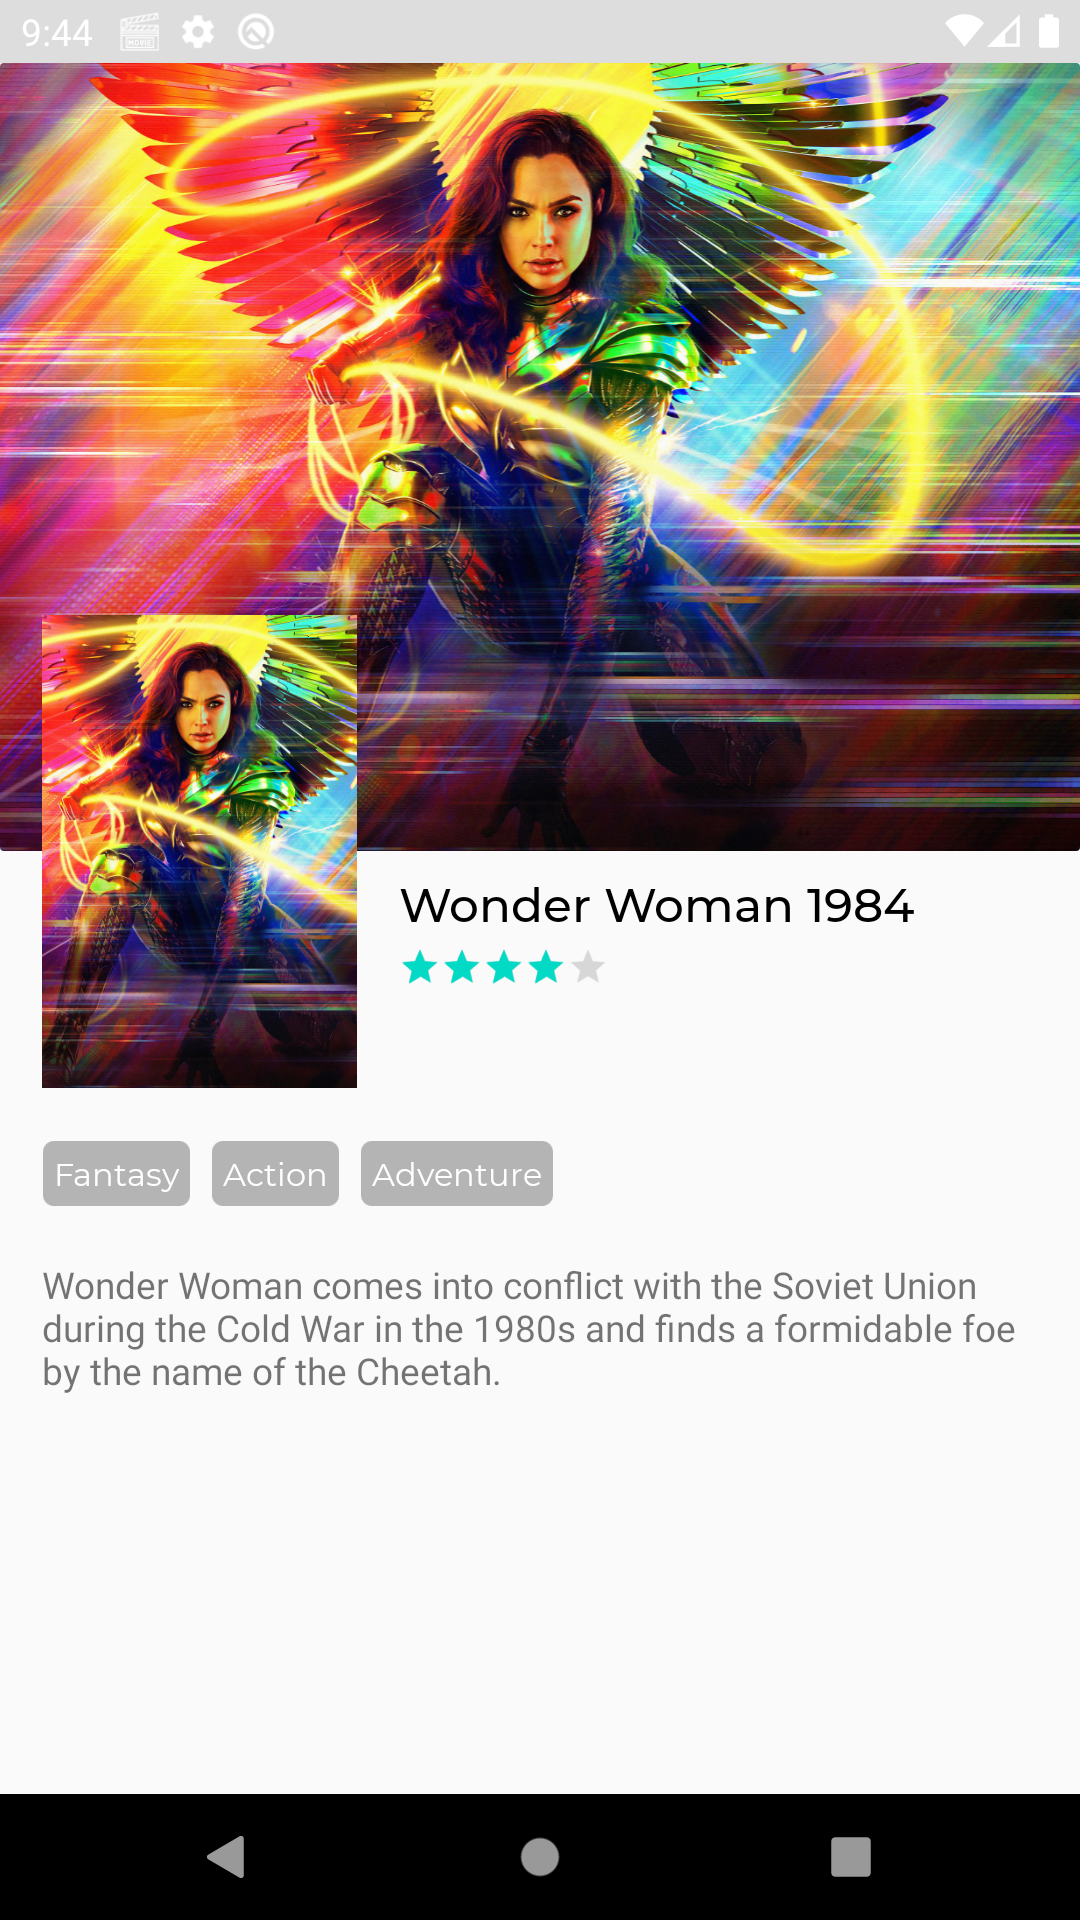 9:44
MOVIE
Wonder Woman 1984
Fantasy
Action
Adventure
Wonder Woman comes into conflict with the Soviet Union
during the Cold War in the 1980s and finds a formidable foe
by the name of the Cheetah.